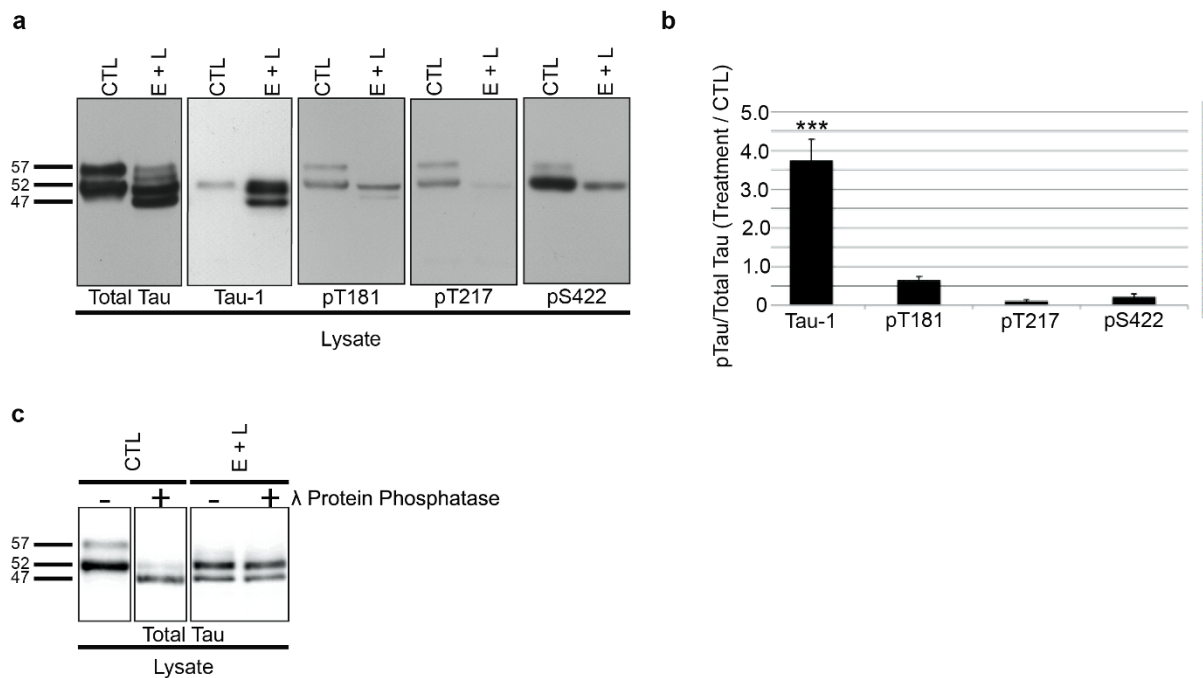 a
CTL E + L CTL E + L CTL E + L CTL E + L CTL E + L
57
52
47
Total Tau Tau-1 pT181 pT217 pS422
Lysate
b
pTau/Total Tau (Treatment / CTL)
5.0
***
4.0
3.0
2.0
1.0
0
Tau-1 pT181 pT217 pS422
c
CTL E + L
- + - + λ Protein Phosphatase
57
52
47
Total Tau
Lysate